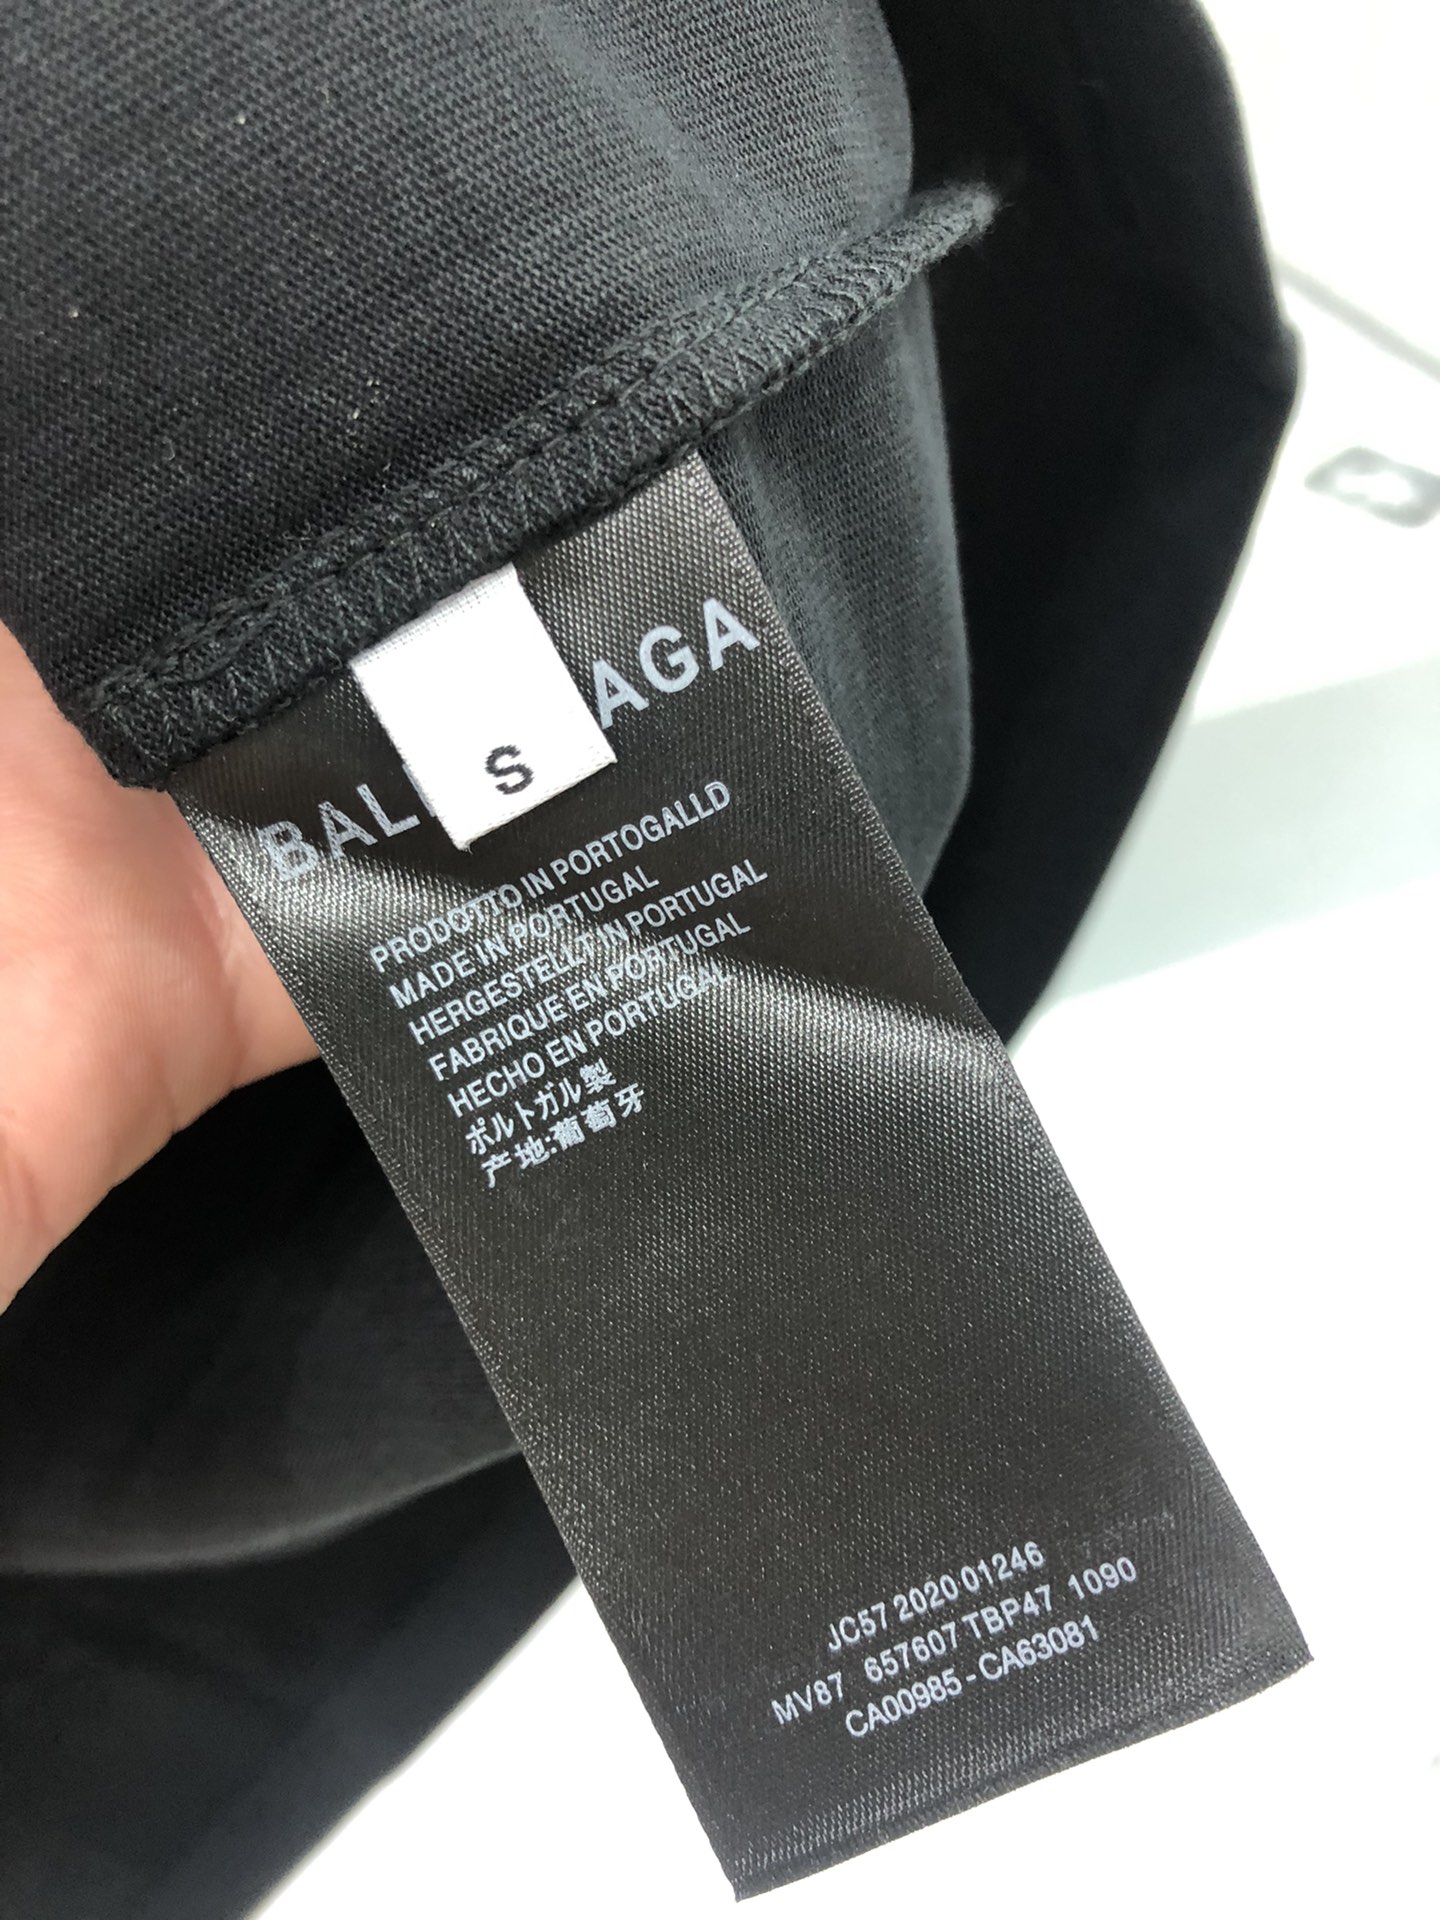 BAL AGA
S
PRODOTTO IN PORTOGALLD
MADE IN PORTUGAL
HERGESTELLT IN PORTUGAL
FABRIQUE EN PORTUGAL
HECHO EN PORTUGAL
ポルトガル製
产地:葡萄牙
JC57 2020 01246
MV87 657607 TBP47 1090
CA00985 - CA63081